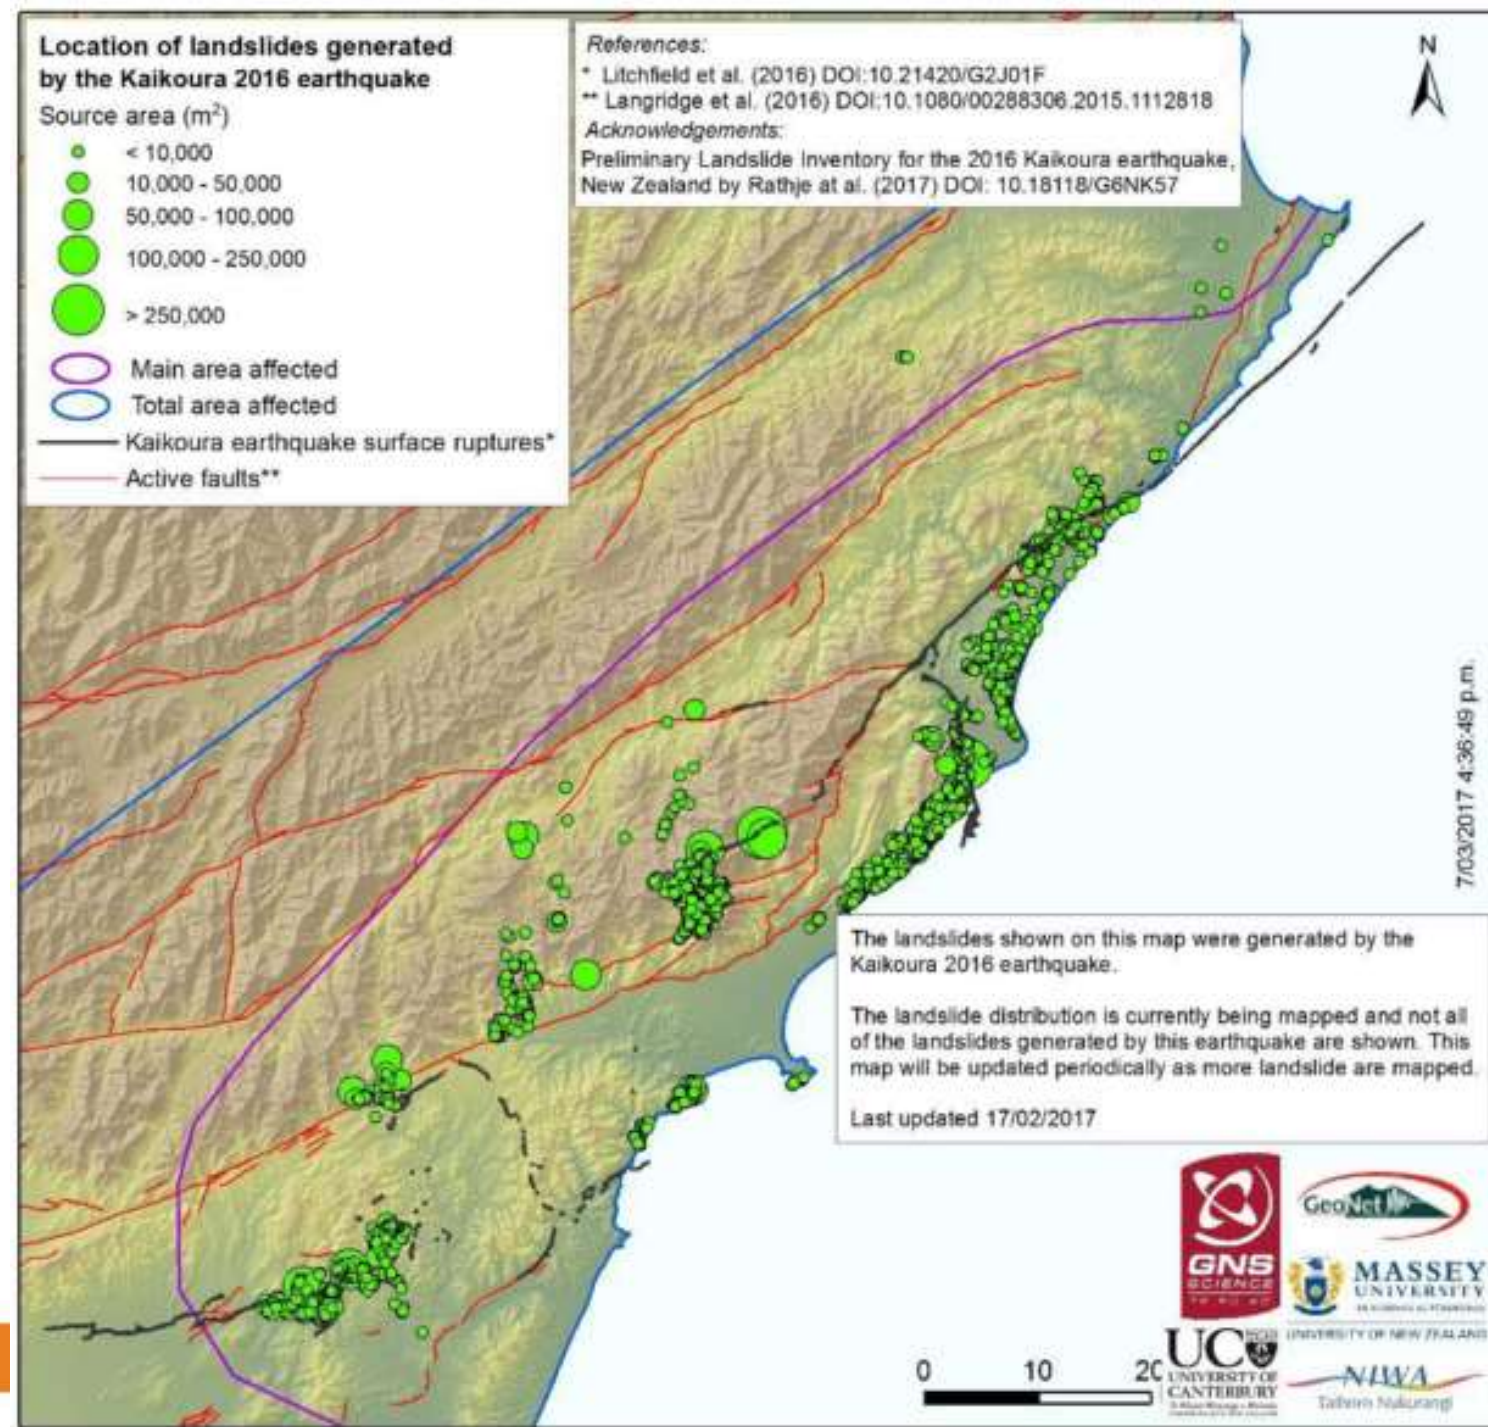 Location of landslides generated
by the Kaikoura 2016 earthquake
Source area (m²)
< 10,000
10,000 - 50,000
50,000 - 100,000
100,000 - 250,000
> 250,000
Main area affected
Total area affected
Kaikoura earthquake surface ruptures*
Active faults**
References:
* Litchfield et al. (2016) DOI:10.21420/G2J01F
** Langridge et al. (2016) DOI:10.1080/00288306.2015.1112818
Acknowledgements:
Preliminary Landslide Inventory for the 2016 Kaikoura earthquake,
New Zealand by Rathje at al. (2017) DOI: 10.18118/G6NK57
N
7/03/2017 4:36:49 p.m.
The landslides shown on this map were generated by the
Kaikoura 2016 earthquake.
The landslide distribution is currently being mapped and not all
of the landslides generated by this earthquake are shown. This
map will be updated periodically as more landslide are mapped.
Last updated 17/02/2017
GNS
SCIENCE
GeoNet
MASSEY
UNIVERSITY
UNIVERSITY OF NEW ZEALAND
UC
UNIVERSITY OF
CANTERBURY
NIWA
Taihoro Nukurangi
0 10 20